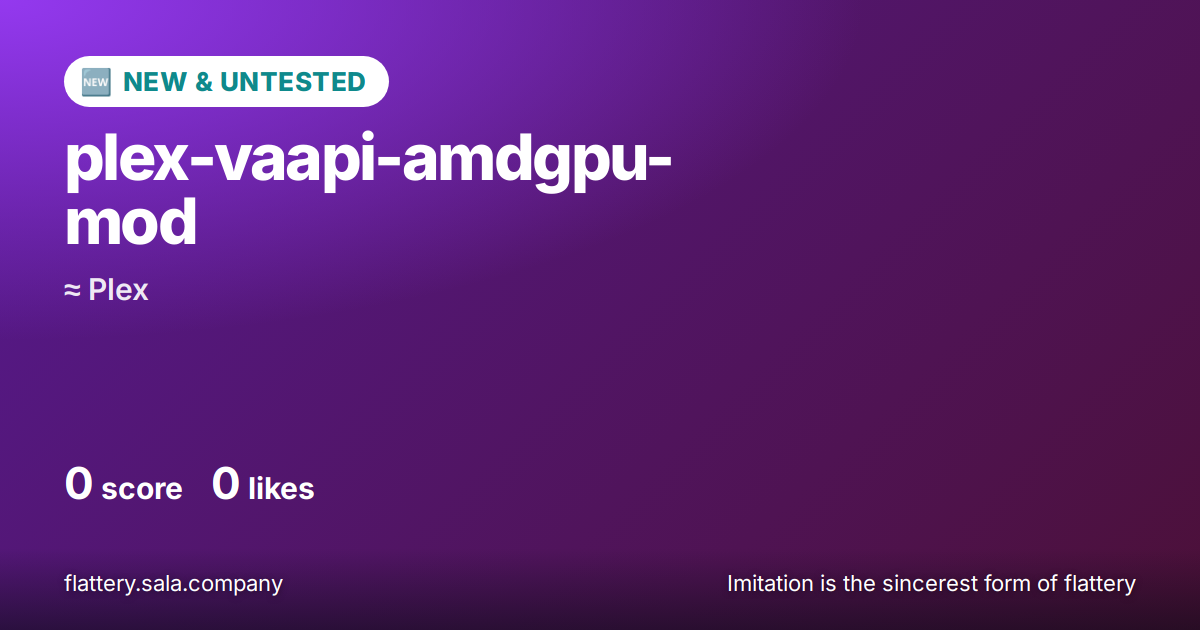 🆕 NEW & UNTESTED
plex-vaapi-amdgpu-
mod
≈ Plex
0 score 0 likes
flattery.sala.company
Imitation is the sincerest form of flattery